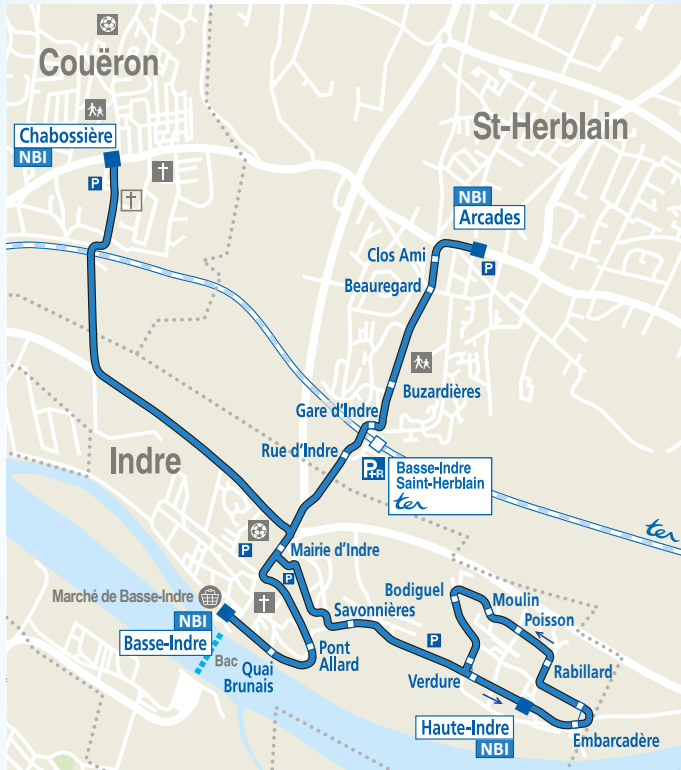 Couëron
St-Herblain
Chabossière
NBI
P
NBI
Arcades
P
Clos Ami
Beauregard
Buzardières
Gare d'Indre
Rue d'Indre
P+R
Basse-Indre
Saint-Herblain
ter
ter
Indre
P
Mairie d'Indre
P
Marché de Basse-Indre
NBI
Basse-Indre
Bac
Quai
Brunais
Pont
Allard
Savonnières
P
Bodiguel
Moulin
Poisson
Rabillard
Verdure
Haute-Indre
NBI
Embarcadère